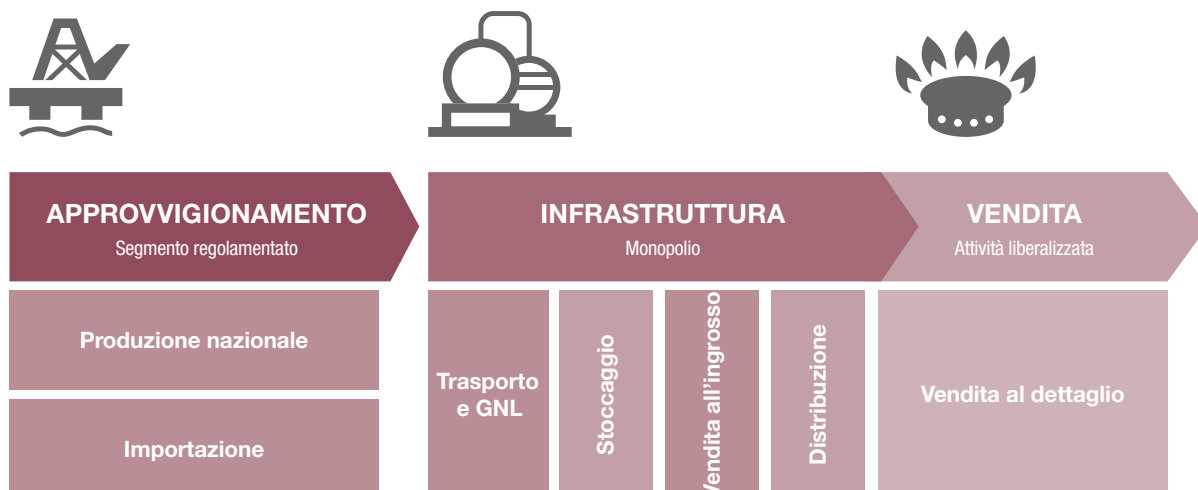 APPROVVIGIONAMENTO
Segmento regolamentato
INFRASTRUTTURA
Monopolio
VENDITA
Attività liberalizzata
Produzione nazionale
Importazione
Trasporto
e GNL
Stoccaggio
Vendita all'ingrosso
Distribuzione
Vendita al dettaglio